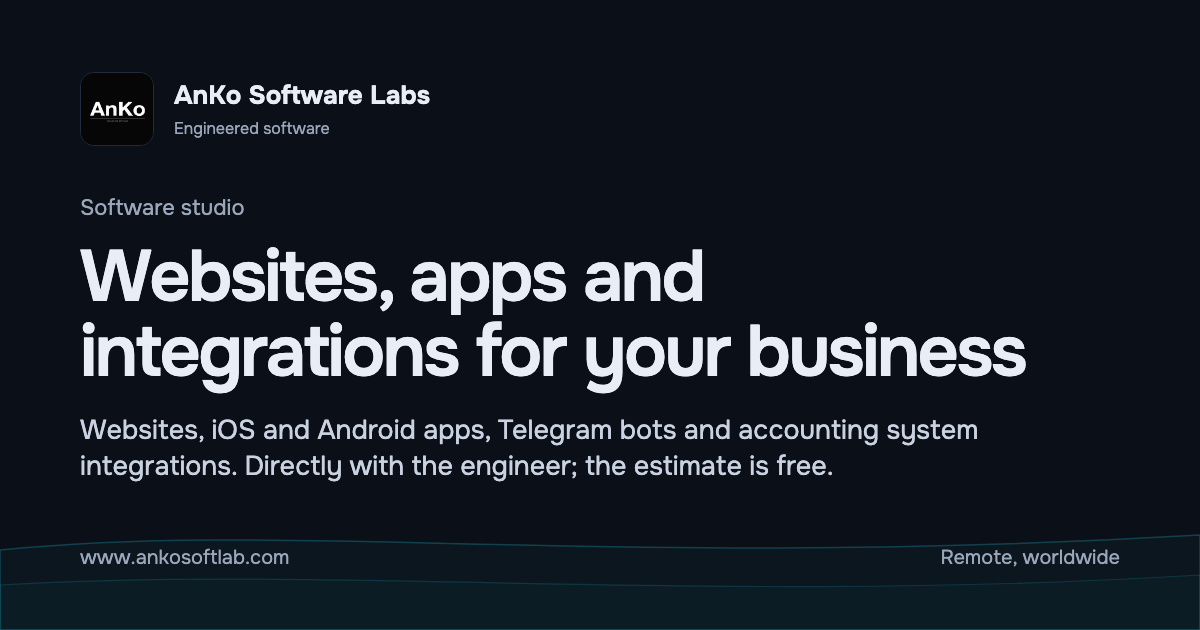 AnKo
AnKo Software Labs
Engineered software
Software studio
Websites, apps and
integrations for your business
Websites, iOS and Android apps, Telegram bots and accounting system
integrations. Directly with the engineer; the estimate is free.
www.ankosoftlab.com
Remote, worldwide